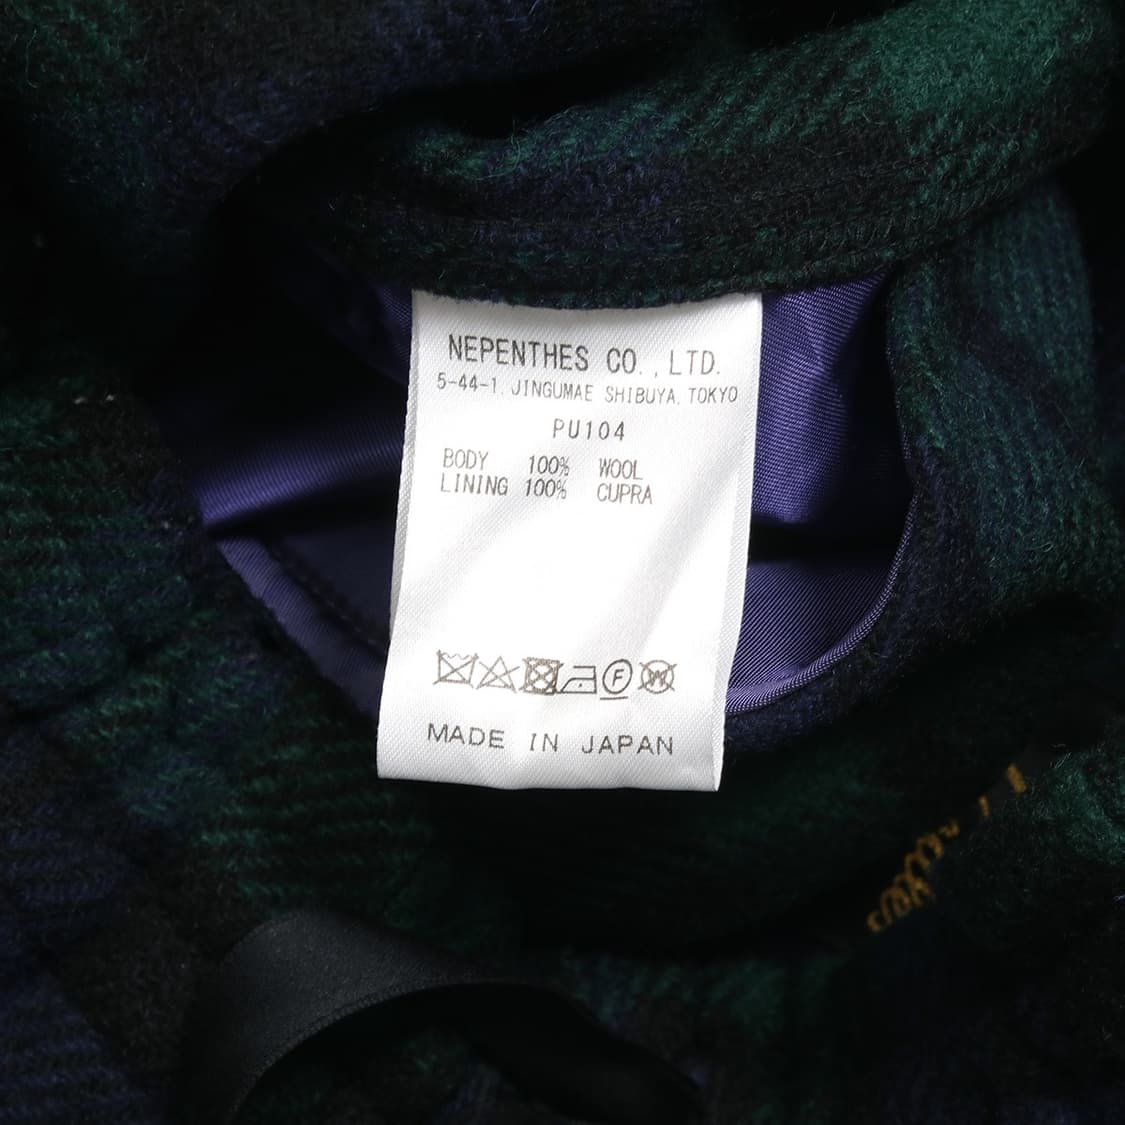 NEPENTHES CO., LTD.
5-44-1, JINGUMAE SHIBUYA, TOKYO
PU104
BODY 100% WOOL
LINING 100% CUPRA
F W
MADE IN JAPAN